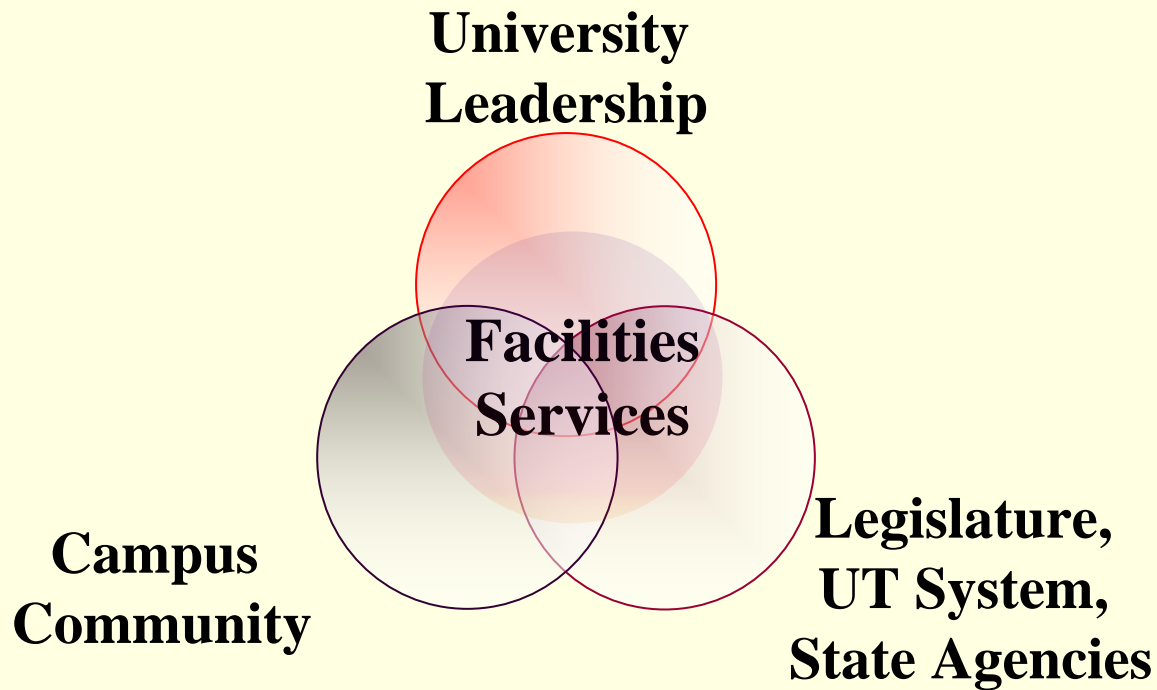 University
Leadership
Facilities
Services
Campus
Community
Legislature,
UT System,
State Agencies